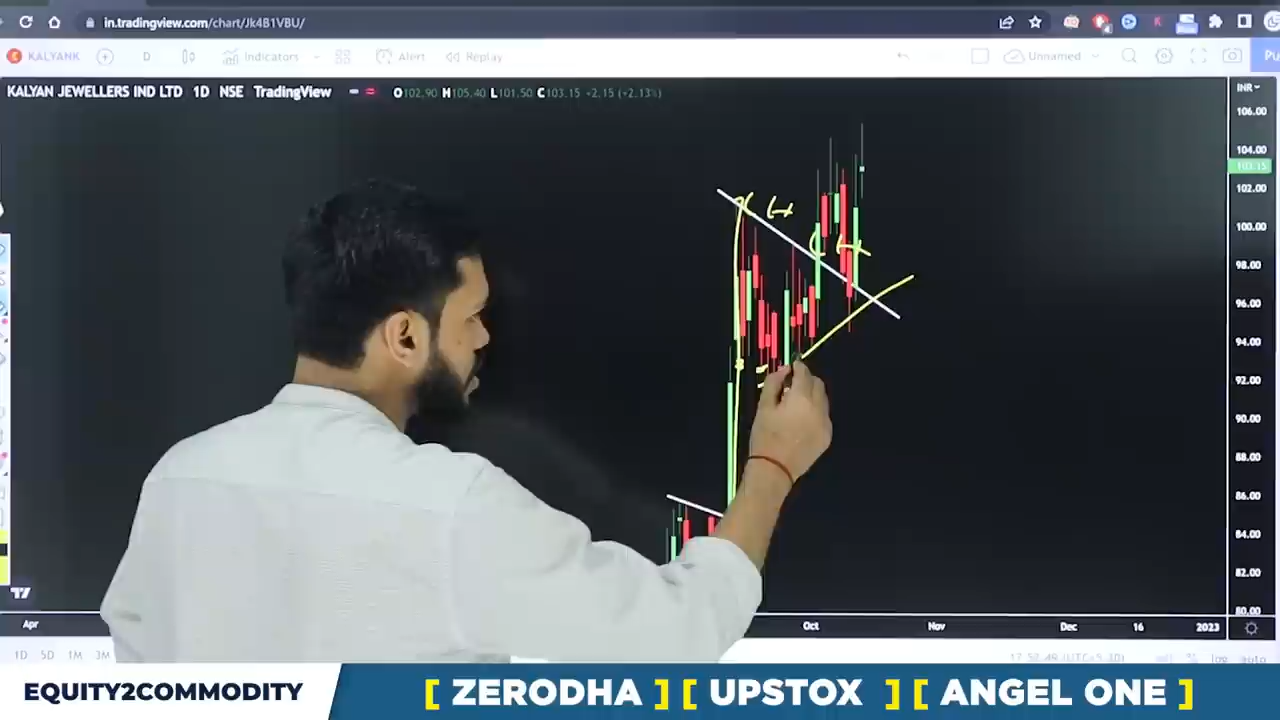 in.tradingview.com/chart/Jk4B1VBU/
KALYANK D Indicators Alert Replay Unnamed Pu
KALYAN JEWELLERS IND LTD 1D NSE TradingView O102.90 H105.40 L101.50 C103.15 +2.15 (+2.13%) INR
106.00
104.00
103.15
102.00
100.00
98.00
96.00
94.00
92.00
90.00
88.00
86.00
84.00
82.00
80.00
Apr Oct Nov Dec 16 2023
1D 5D 1M 3M log auto
EQUITY2COMMODITY [ ZERODHA ] [ UPSTOX ] [ ANGEL ONE ]